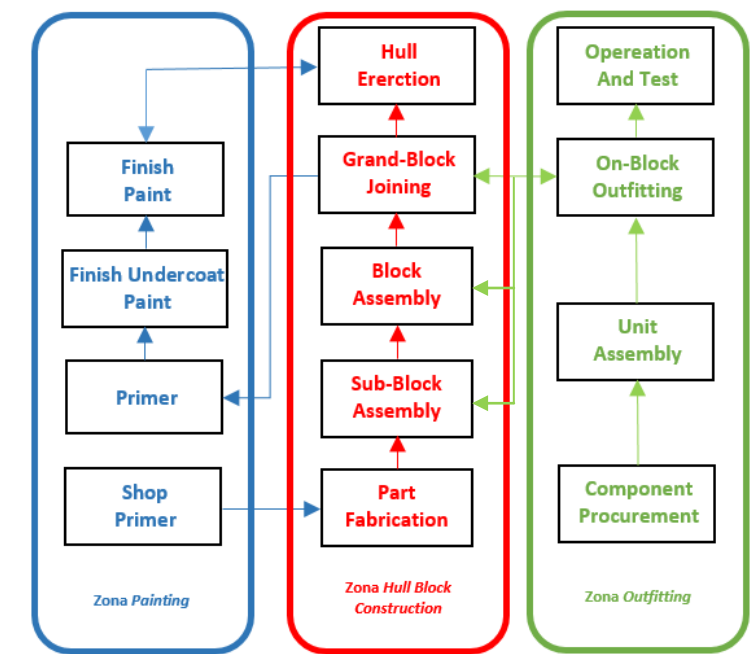 Finish
Paint
Finish Undercoat
Paint
Primer
Shop
Primer
Zona Painting
Hull
Ererction
Grand-Block
Joining
Block
Assembly
Sub-Block
Assembly
Part
Fabrication
Zona Hull Block
Construction
Opereation
And Test
On-Block
Outfitting
Unit
Assembly
Component
Procurement
Zona Outfitting